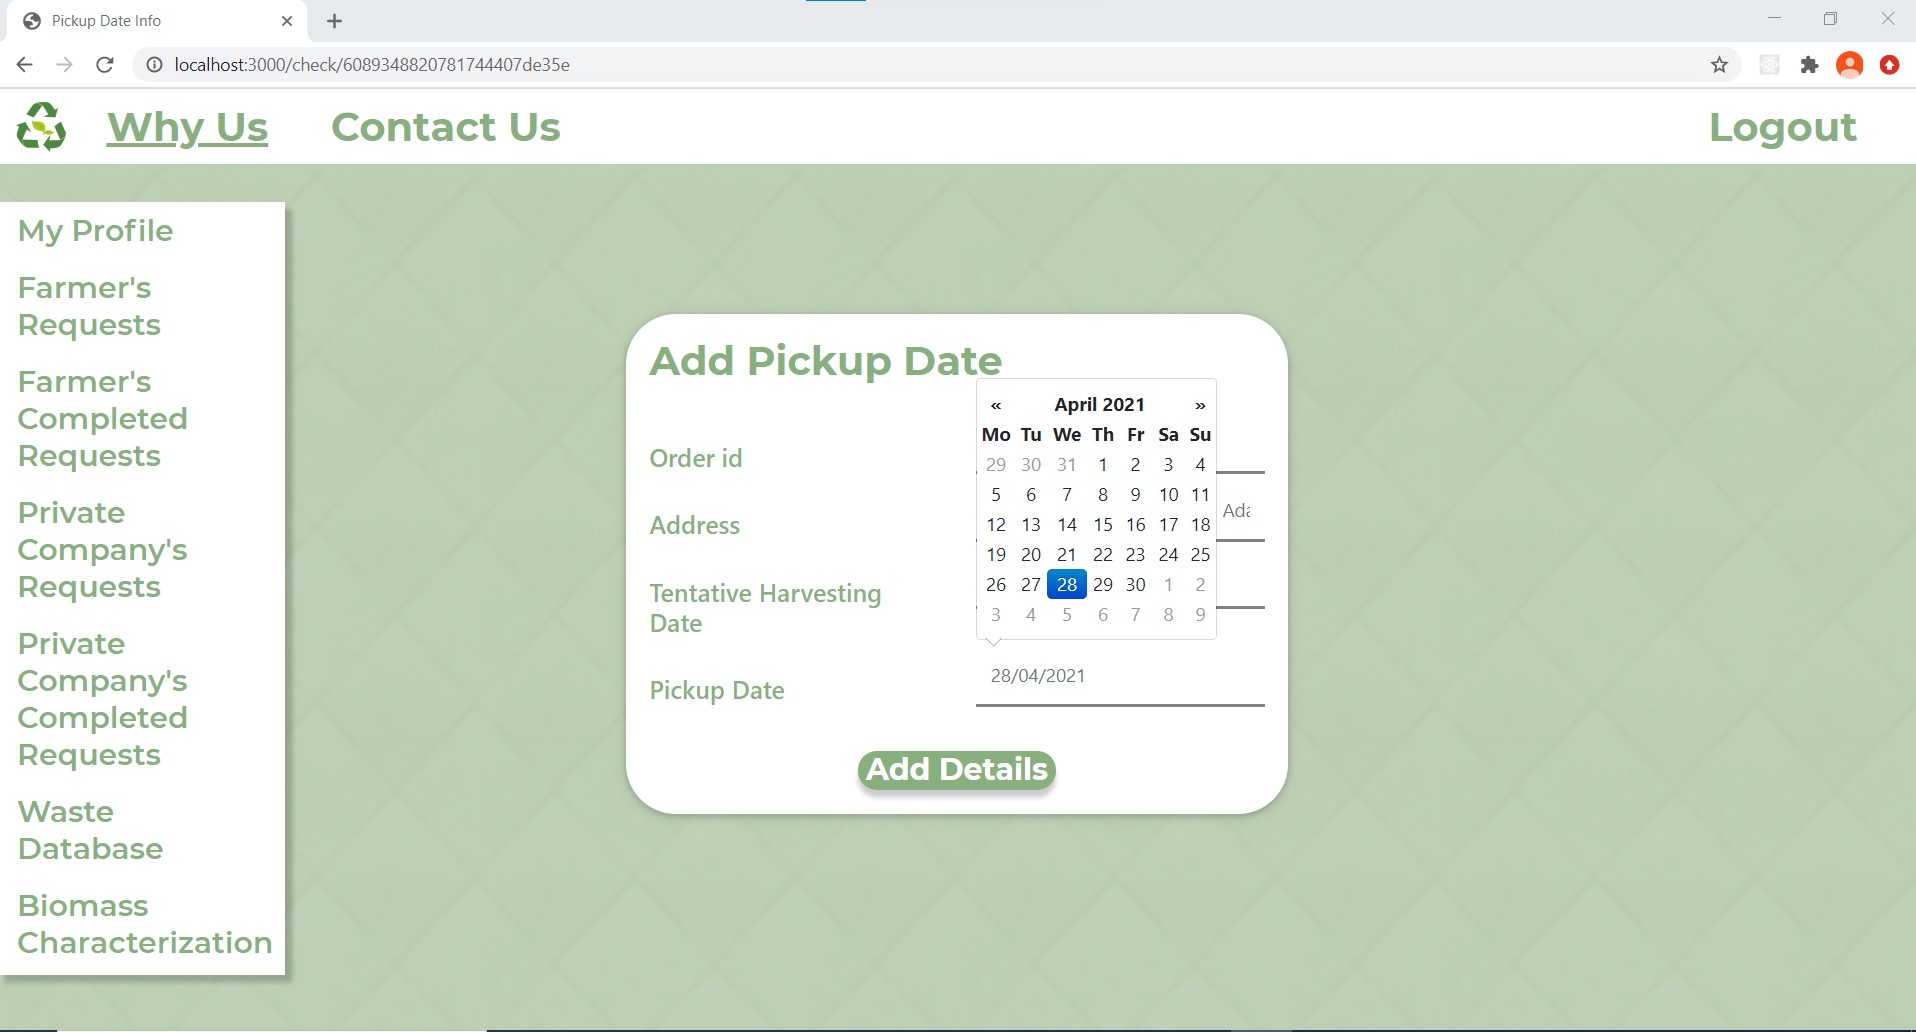 Pickup Date Info
localhost:3000/check/6089348820781744407de35e
Why Us
Contact Us
Logout
My Profile
Farmer's
Requests
Farmer's
Completed
Requests
Private
Company's
Requests
Private
Company's
Completed
Requests
Waste
Database
Biomass
Characterization
Add Pickup Date
« April 2021 »
Mo Tu We Th Fr Sa Su
29 30 31 1 2 3 4
5 6 7 8 9 10 11
12 13 14 15 16 17 18
19 20 21 22 23 24 25
26 27 28 29 30 1 2
3 4 5 6 7 8 9
Order id
Address
Tentative Harvesting
Date
Pickup Date
28/04/2021
Add Details